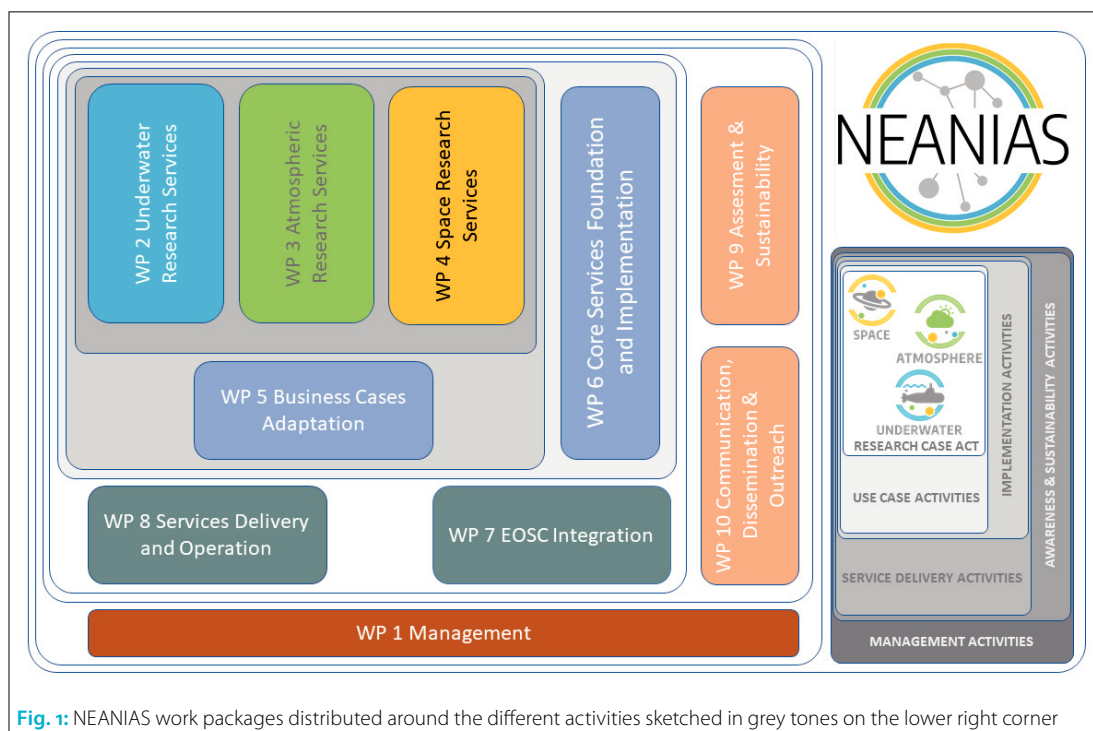 WP 2 Underwater
Research Services
WP 3 Atmospheric
Research Services
WP 4 Space Research
Services
WP 5 Business Cases
Adaptation
WP 6 Core Services Foundation
and Implementation
WP 8 Services Delivery
and Operation
WP 7 EOSC Integration
WP 9 Assesment &
Sustainability
WP 10 Communication,
Dissemination &
Outreach
WP 1 Management
NEANIAS
SPACE
ATMOSPHERE
UNDERWATER
RESEARCH CASE ACT
USE CASE ACTIVITIES
IMPLEMENTATION ACTIVITIES
SERVICE DELIVERY ACTIVITIES
AWARENESS & SUSTAINABILITY ACTIVITIES
MANAGEMENT ACTIVITIES
Fig. 1: NEANIAS work packages distributed around the different activities sketched in grey tones on the lower right corner